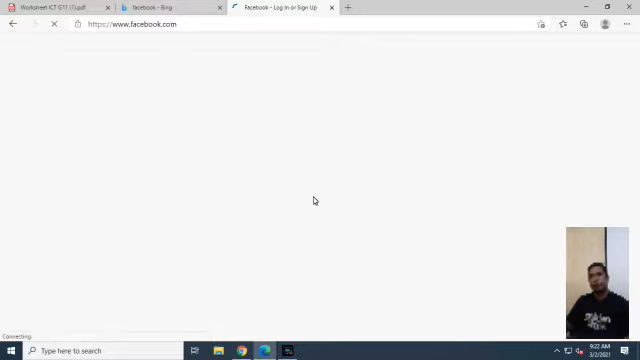 Worksheet ICT G11 (1).pdf
facebook - Bing
Facebook - Log In or Sign Up
https://www.facebook.com
Connecting.
Type here to search
9:22 AM
3/2/2021